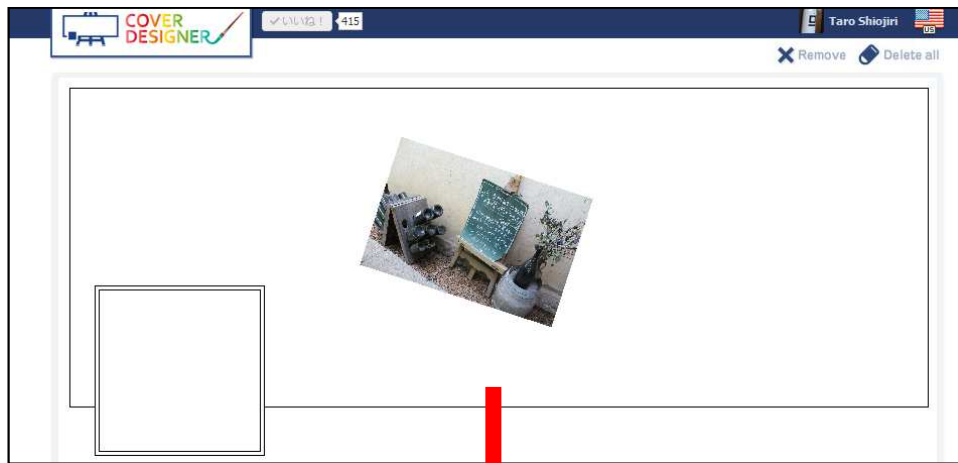 COVER
DESIGNER
いいね！ 415
Taro Shiojiri
US
Remove Delete all